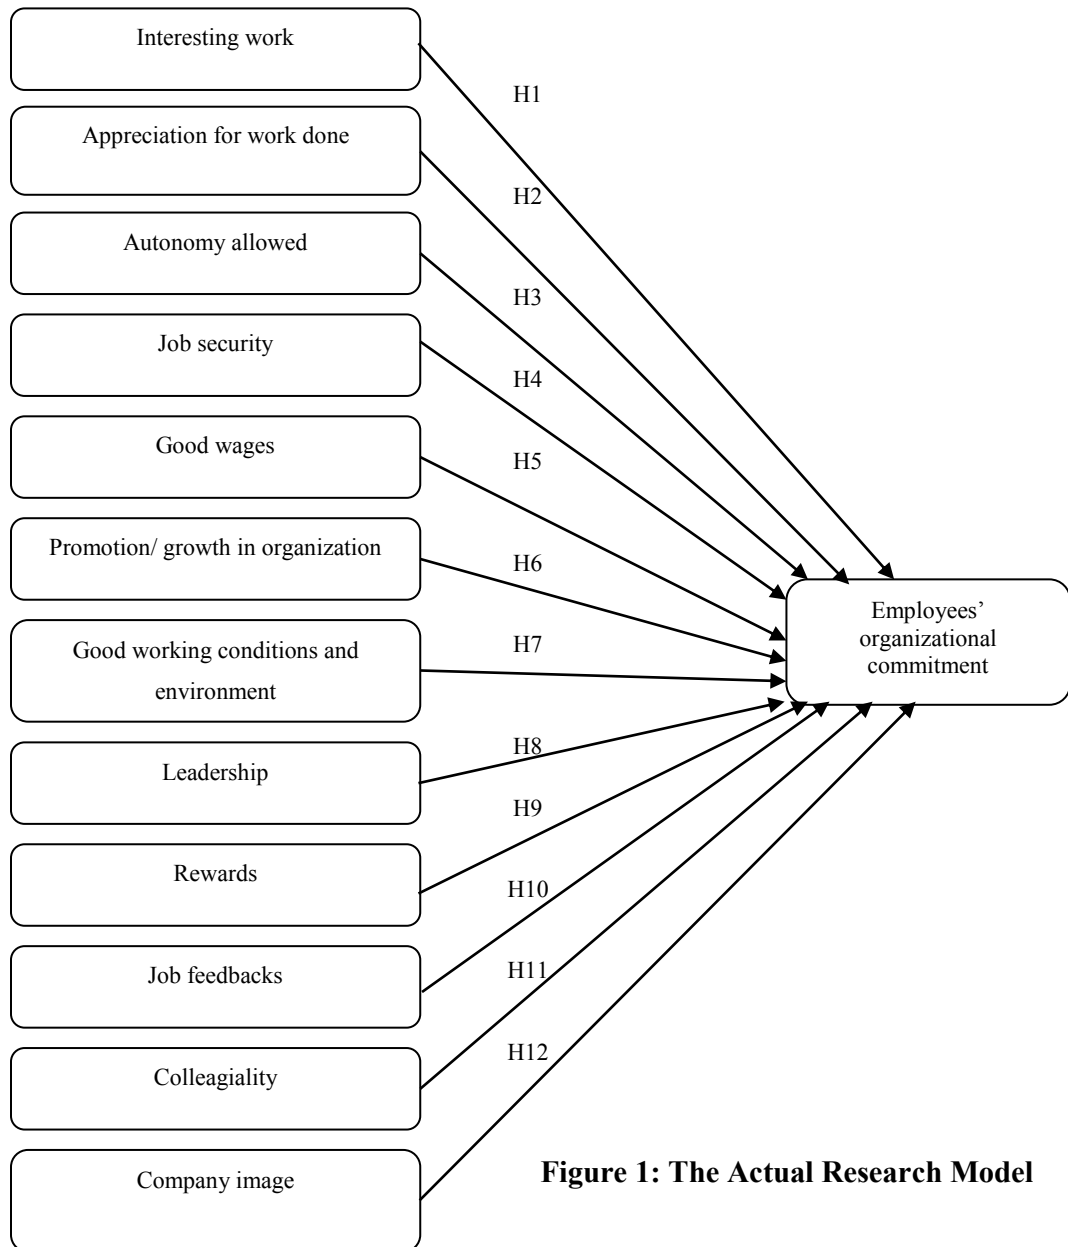 Interesting work
H1
Appreciation for work done
H2
Autonomy allowed
H3
Job security
H4
Good wages
H5
Promotion/ growth in organization
H6
Good working conditions and
environment
H7
Employees’
organizational
commitment
Leadership
H8
Rewards
H9
Job feedbacks
H10
Colleagiality
H11
Company image
H12
Figure 1: The Actual Research Model